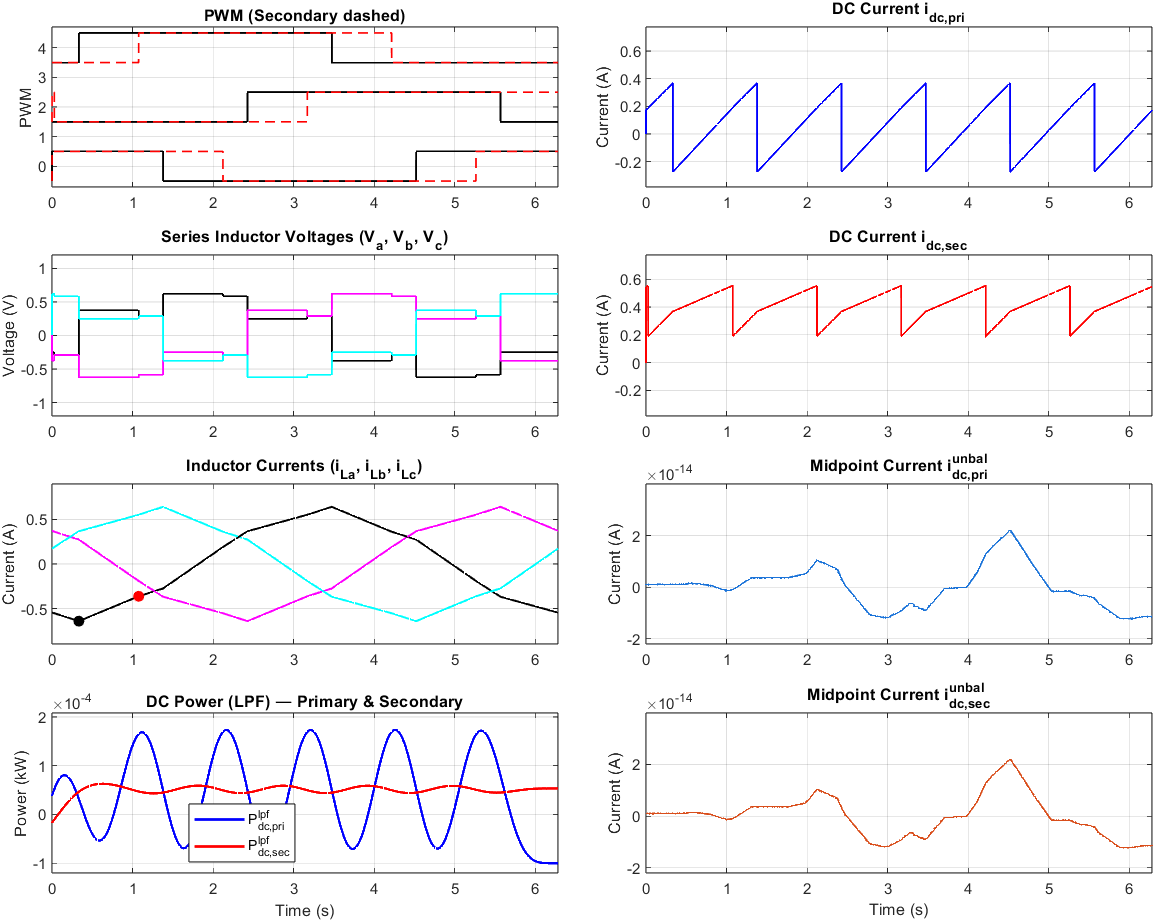 PWM (Secondary dashed)
PWM
4
3
2
1
0
0 1 2 3 4 5 6
DC Current i_dc,pri
Current (A)
0.6
0.4
0.2
0
-0.2
0 1 2 3 4 5 6
Series Inductor Voltages (V_a, V_b, V_c)
Voltage (V)
1
0.5
0
-0.5
-1
0 1 2 3 4 5 6
DC Current i_dc,sec
Current (A)
0.6
0.4
0.2
0
-0.2
0 1 2 3 4 5 6
Inductor Currents (i_La, i_Lb, i_Lc)
Current (A)
0.5
0
-0.5
0 1 2 3 4 5 6
Midpoint Current i_dc,pri^unbal
×10^-14
Current (A)
2
0
-2
0 1 2 3 4 5 6
DC Power (LPF) — Primary & Secondary
×10^-4
Power (kW)
2
1
0
-1
P_dc,pri^lpf
P_dc,sec^lpf
0 1 2 3 4 5 6
Time (s)
Midpoint Current i_dc,sec^unbal
×10^-14
Current (A)
2
0
-2
0 1 2 3 4 5 6
Time (s)